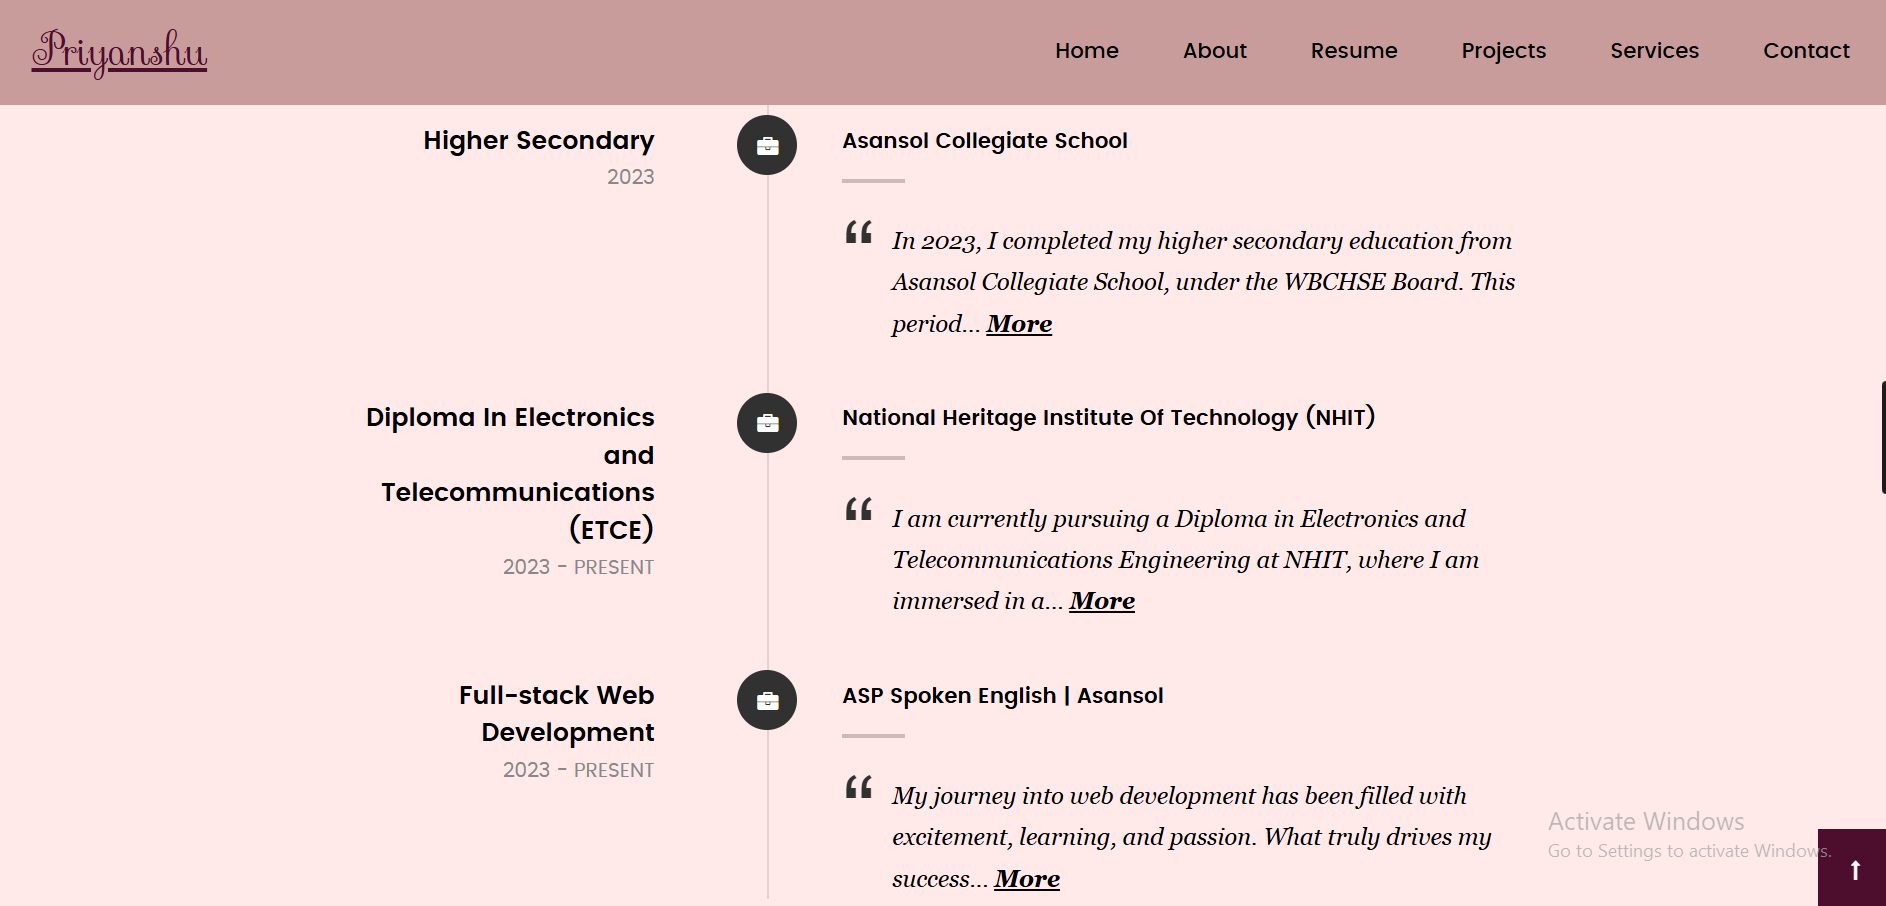 Priyanshu
Home About Resume Projects Services Contact
Higher Secondary
2023
Asansol Collegiate School
“ In 2023, I completed my higher secondary education from
Asansol Collegiate School, under the WBCHSE Board. This
period... More
Diploma In Electronics
and
Telecommunications
(ETCE)
2023 - PRESENT
National Heritage Institute Of Technology (NHIT)
“ I am currently pursuing a Diploma in Electronics and
Telecommunications Engineering at NHIT, where I am
immersed in a... More
Full-stack Web
Development
2023 - PRESENT
ASP Spoken English | Asansol
“ My journey into web development has been filled with
excitement, learning, and passion. What truly drives my
success... More
Activate Windows
Go to Settings to activate Windows.